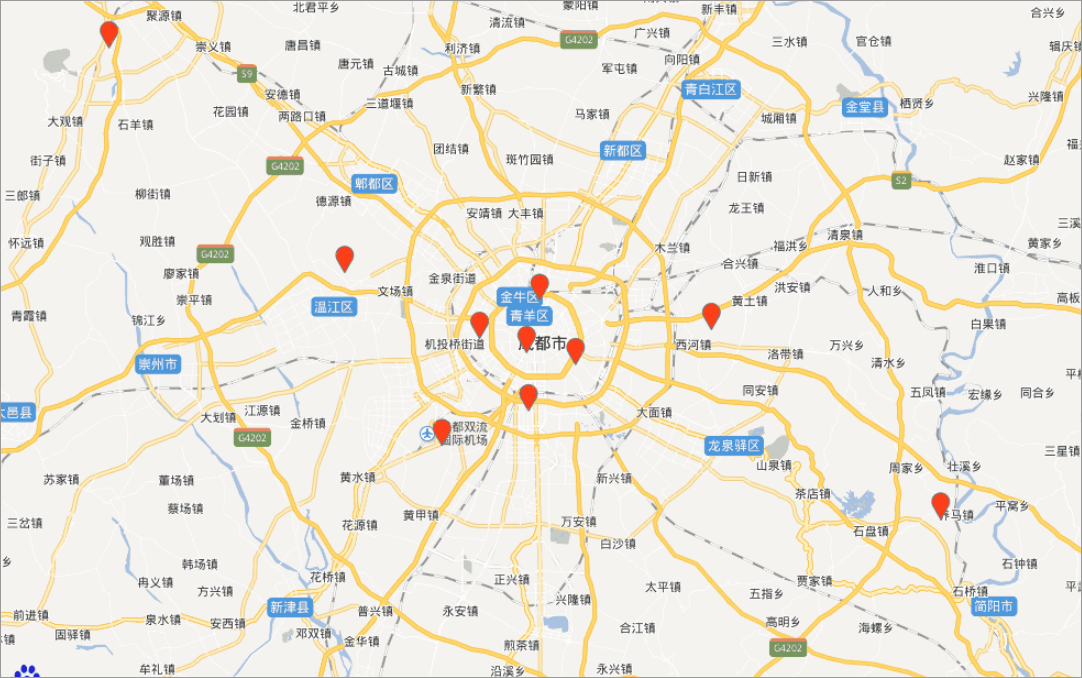 聚源镇
北君平乡
蒙阳镇
新丰镇
合兴乡
清流镇
崇义镇
唐昌镇
利济镇
G4202
广兴镇
三水镇
官仓镇
辑庆镇
唐元镇
古城镇
向阳镇
S9
军屯镇
新繁镇
青白江区
安德镇
三道堰镇
花园镇
两路口镇
马家镇
城厢镇
金堂县
栖贤乡
兴隆镇
大观镇
石羊镇
团结镇
斑竹园镇
新都区
赵家镇
街子镇
G4202
郫都区
日新镇
S2
三郎镇
柳街镇
德源镇
安靖镇
大丰镇
龙王镇
三溪
怀远镇
观胜镇
G4202
木兰镇
福洪乡
清泉镇
黄家乡
廖家镇
金泉街道
合兴镇
淮口镇
崇平镇
文场镇
金牛区
洪安镇
人和乡
高板
温江区
黄土镇
青霞镇
锦江乡
青羊区
白果镇
机投桥街道
成都市
西河镇
洛带镇
万兴乡
清水镇
崇州市
同安镇
五凤镇
宏缘乡
同合乡
大邑县
大划镇
江源镇
金桥镇
大面镇
G4202
成都双流
国际机场
龙泉驿区
三星镇
山泉镇
周家乡
壮溪乡
苏家镇
董场镇
黄水镇
新兴镇
茶店镇
蔡场镇
养马镇
平窝乡
三岔镇
花源镇
黄甲镇
万安镇
石盘镇
白沙镇
韩场镇
石钟镇
冉义镇
方兴镇
花桥镇
正兴镇
太平镇
贾家镇
五指乡
石桥镇
前进镇
泉水镇
安西镇
新津县
普兴镇
永安镇
兴隆镇
简阳市
固驿镇
邓双镇
金华镇
合江镇
高明乡
海螺乡
煎茶镇
G4202
牟礼镇
沿溪乡
永兴镇